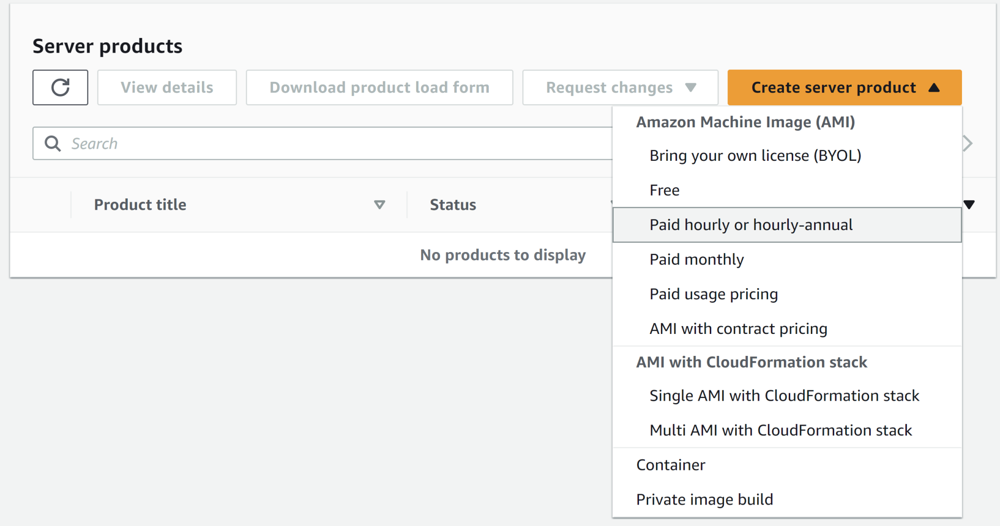 Server products
View details
Download product load form
Request changes
Create server product
Search
Amazon Machine Image (AMI)
Bring your own license (BYOL)
Free
Paid hourly or hourly-annual
Paid monthly
Paid usage pricing
AMI with contract pricing
AMI with CloudFormation stack
Single AMI with CloudFormation stack
Multi AMI with CloudFormation stack
Container
Private image build
Product title
Status
No products to display